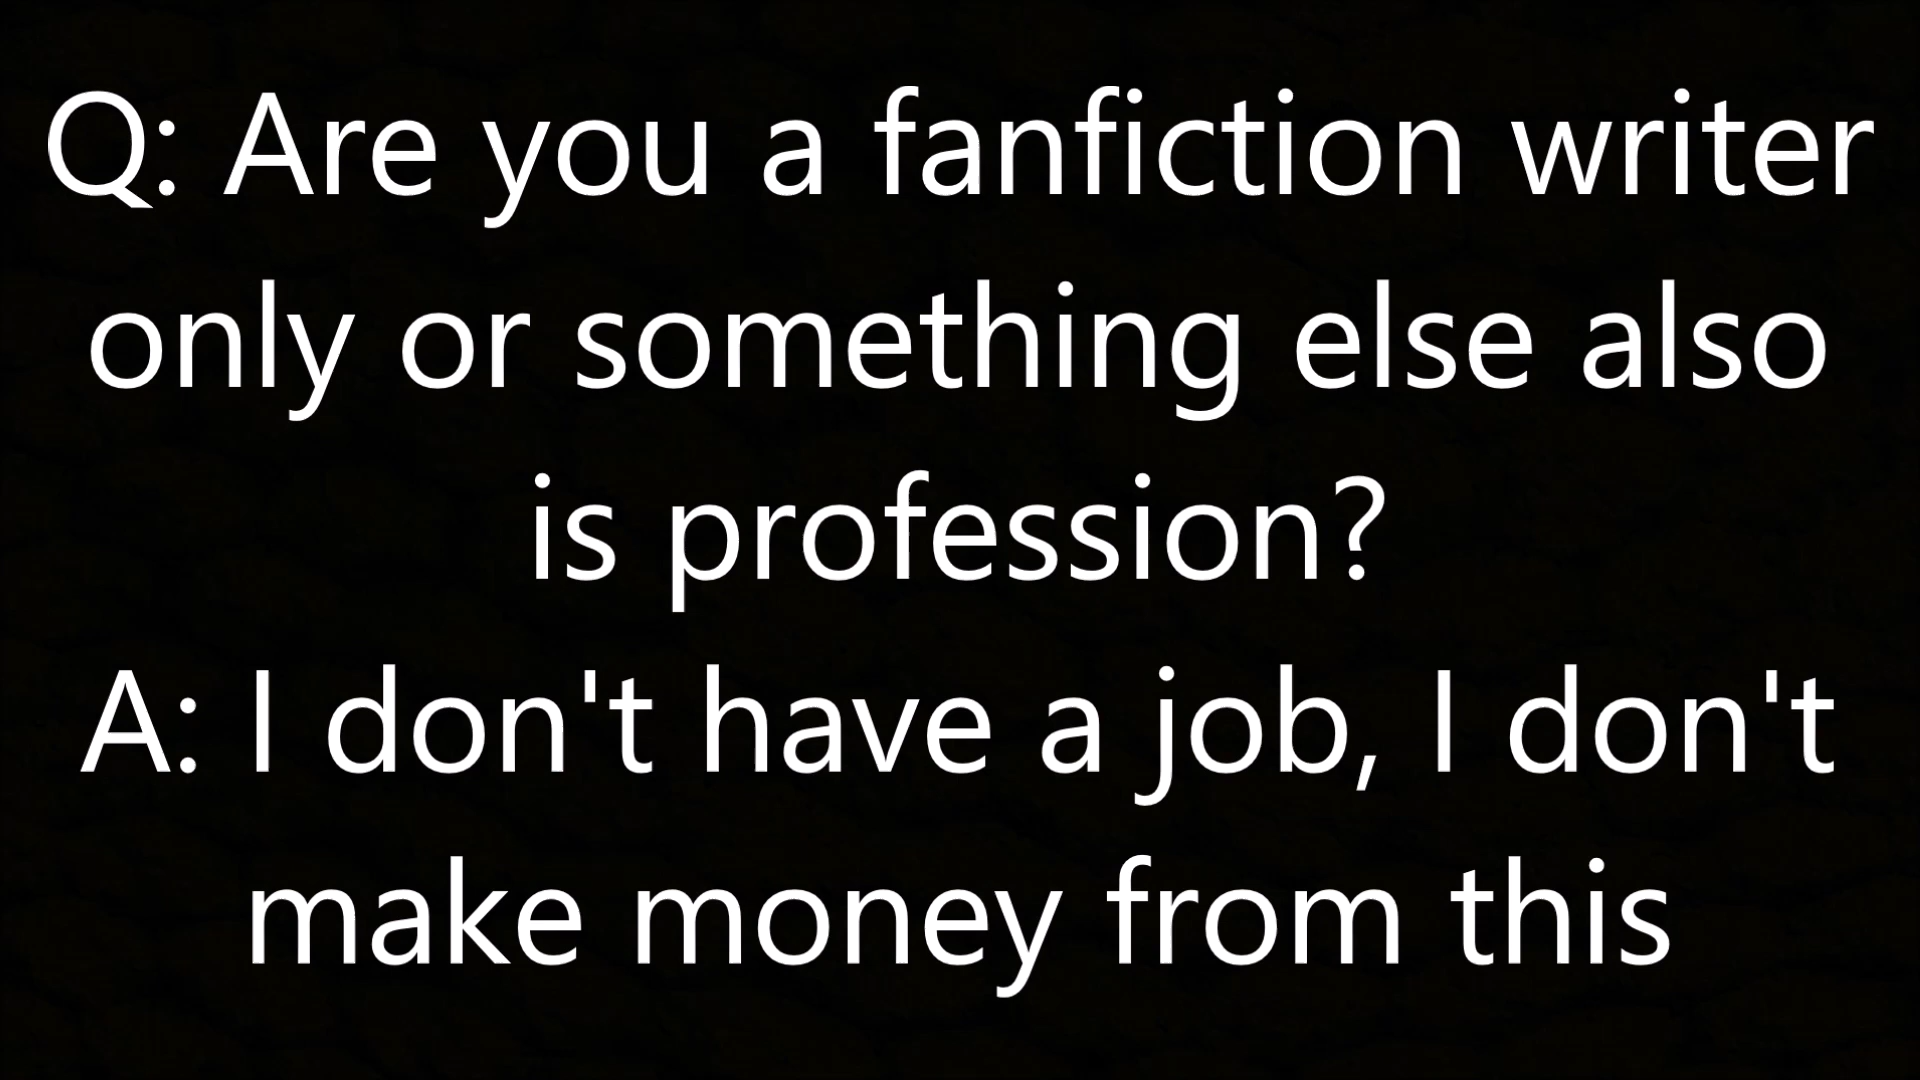 Q: Are you a fanfiction writer
only or something else also
is profession?
A: I don't have a job, I don't
make money from this